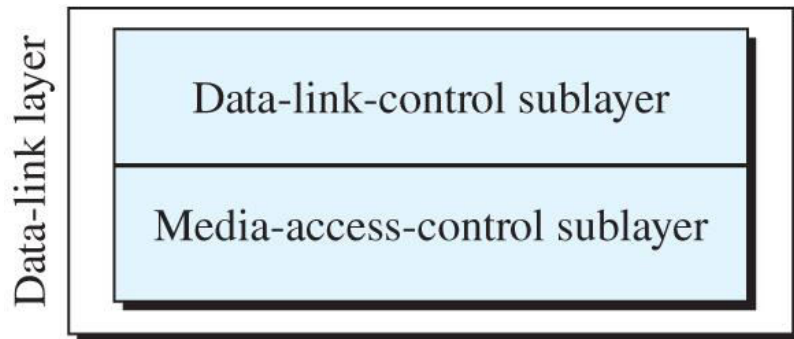 Data-link layer
Data-link-control sublayer
Media-access-control sublayer